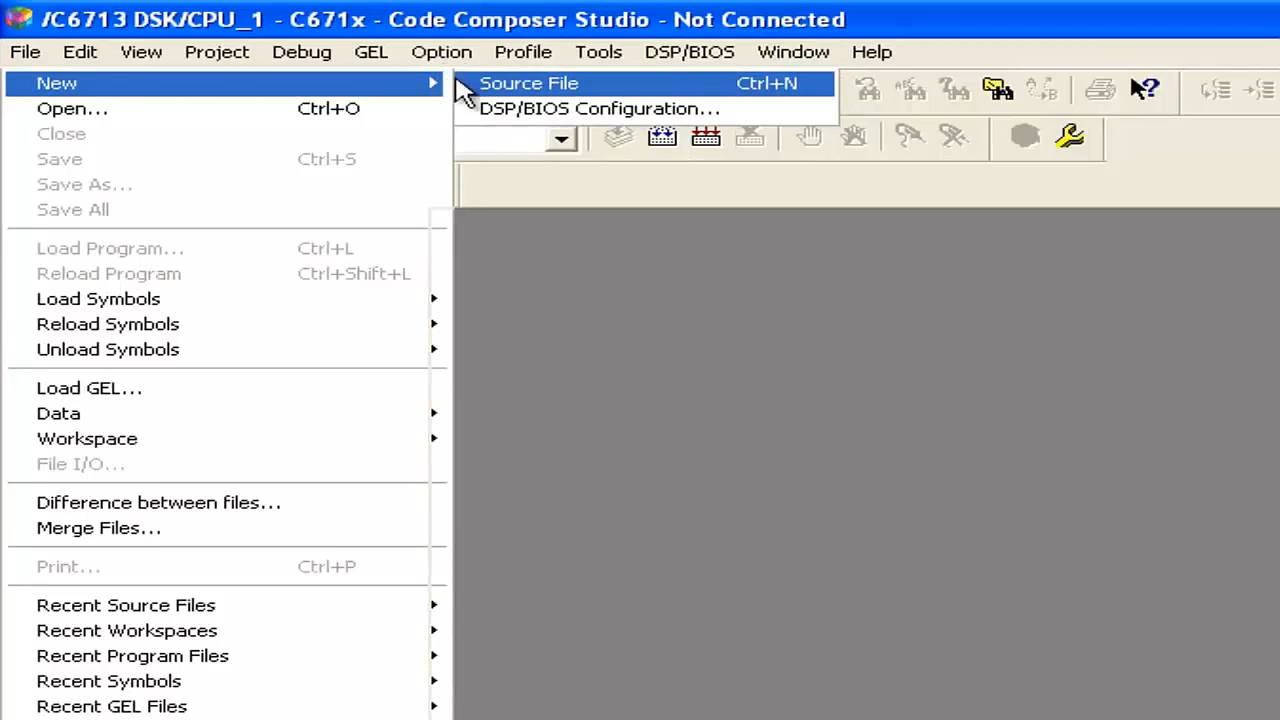 /C6713 DSK/CPU_1 - C671x - Code Composer Studio - Not Connected
File Edit View Project Debug GEL Option Profile Tools DSP/BIOS Window Help
New Source File Ctrl+N
Open... Ctrl+O DSP/BIOS Configuration...
Close
Save Ctrl+S
Save As...
Save All
Load Program... Ctrl+L
Reload Program Ctrl+Shift+L
Load Symbols
Reload Symbols
Unload Symbols
Load GEL...
Data
Workspace
File I/O...
Difference between files...
Merge Files...
Print... Ctrl+P
Recent Source Files
Recent Workspaces
Recent Program Files
Recent Symbols
Recent GEL Files